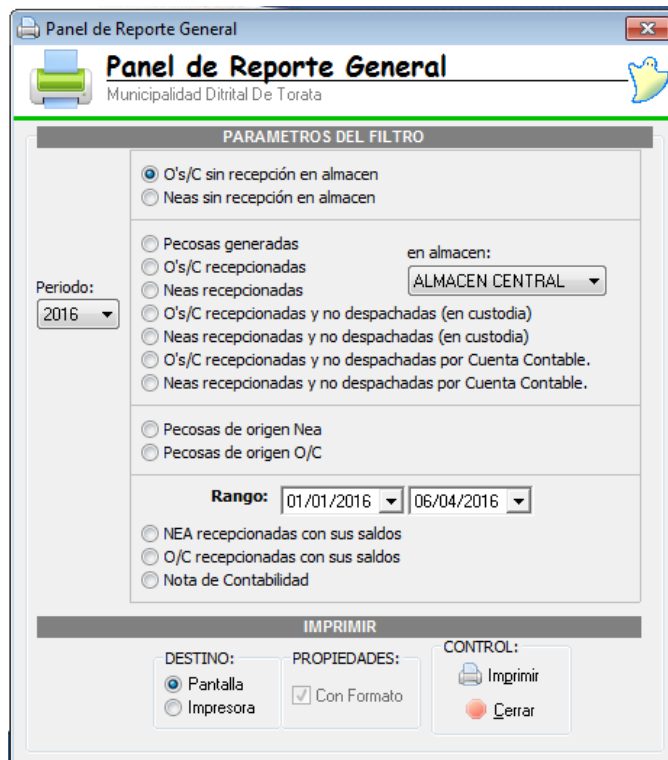 Panel de Reporte General
Panel de Reporte General
Municipalidad Ditrital De Torata
PARAMETROS DEL FILTRO
O's/C sin recepción en almacen
Neas sin recepción en almacen
Pecosas generadas
en almacen:
O's/C recepcionadas
ALMACEN CENTRAL
Neas recepcionadas
Periodo:
2016
O's/C recepcionadas y no despachadas (en custodia)
Neas recepcionadas y no despachadas (en custodia)
O's/C recepcionadas y no despachadas por Cuenta Contable.
Neas recepcionadas y no despachadas por Cuenta Contable.
Pecosas de origen Nea
Pecosas de origen O/C
Rango: 01/01/2016 06/04/2016
NEA recepcionadas con sus saldos
O/C recepcionadas con sus saldos
Nota de Contabilidad
IMPRIMIR
DESTINO:
Pantalla
Impresora
PROPIEDADES:
Con Formato
CONTROL:
Imprimir
Cerrar